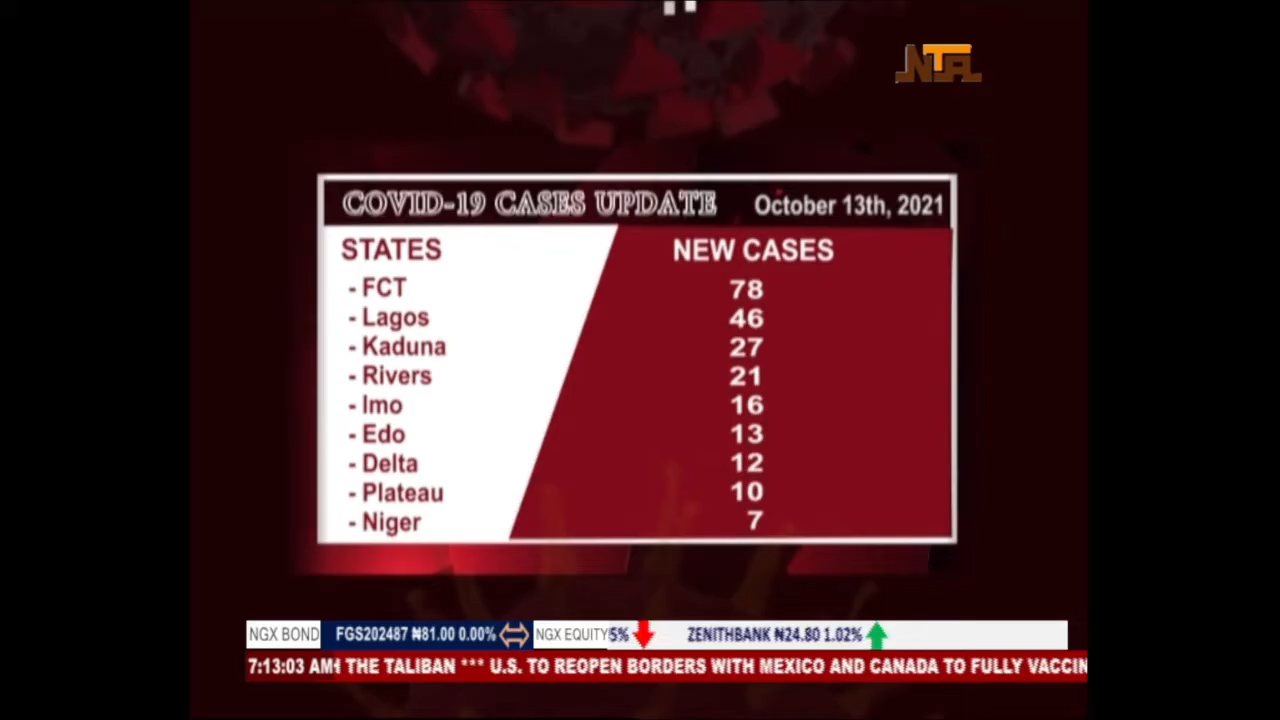 NTA
COVID-19 CASES UPDATE October 13th, 2021
STATES NEW CASES
- FCT 78
- Lagos 46
- Kaduna 27
- Rivers 21
- Imo 16
- Edo 13
- Delta 12
- Plateau 10
- Niger 7
NGX BOND FGS202487 ₦81.00 0.00% NGX EQUITY 5% ZENITHBANK ₦24.80 1.02%
7:13:03 AM THE TALIBAN *** U.S. TO REOPEN BORDERS WITH MEXICO AND CANADA TO FULLY VACCIN